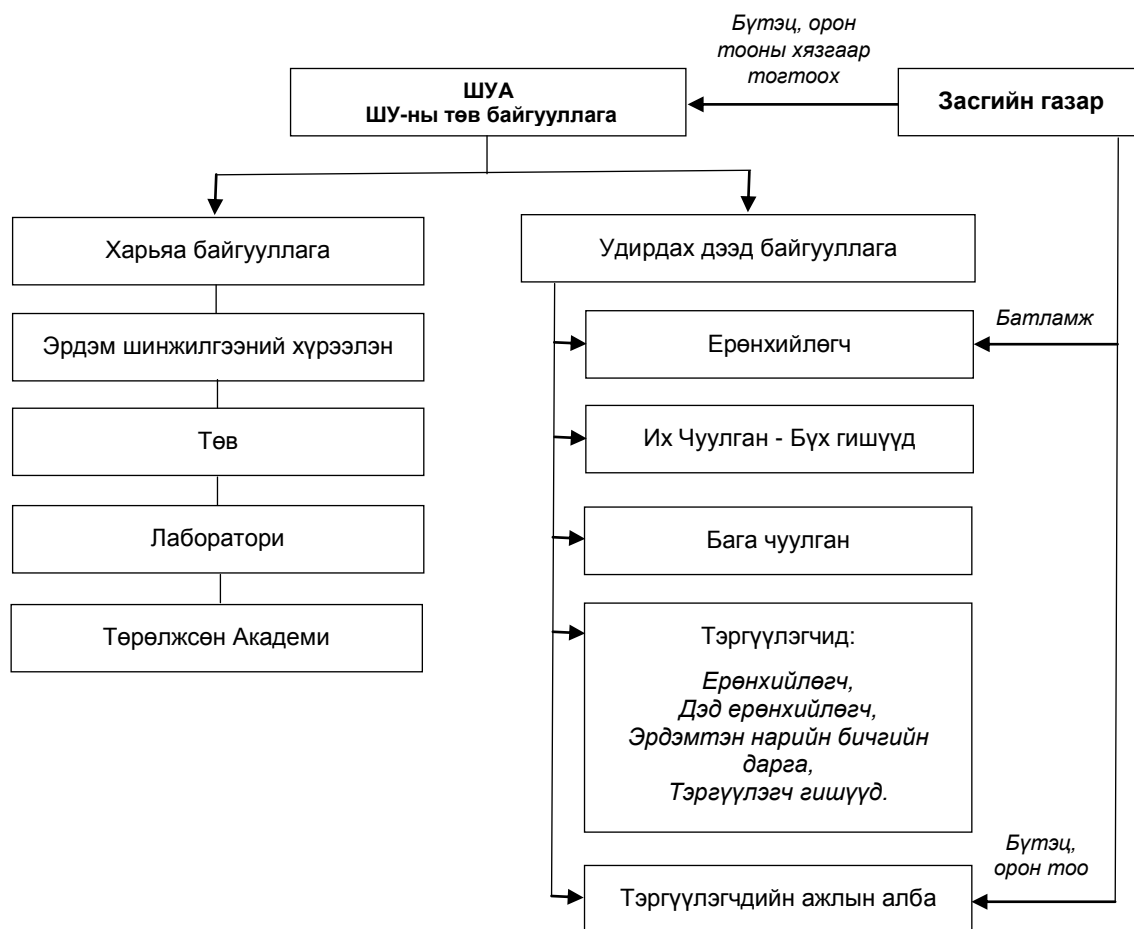 Бүтэц, орон
тооны хязгаар
тогтоох
ШУА
ШУ-ны төв байгууллага
Засгийн газар
Харьяа байгууллага
Удирдах дээд байгууллага
Эрдэм шинжилгээний хүрээлэн
Ерөнхийлөгч
Батламж
Төв
Их Чуулган - Бүх гишүүд
Лаборатори
Бага чуулган
Төрөлжсөн Академи
Тэргүүлэгчид:
Ерөнхийлөгч,
Дэд ерөнхийлөгч,
Эрдэмтэн нарийн бичгийн
дарга,
Тэргүүлэгч гишүүд.
Бүтэц,
орон тоо
Тэргүүлэгчдийн ажлын алба